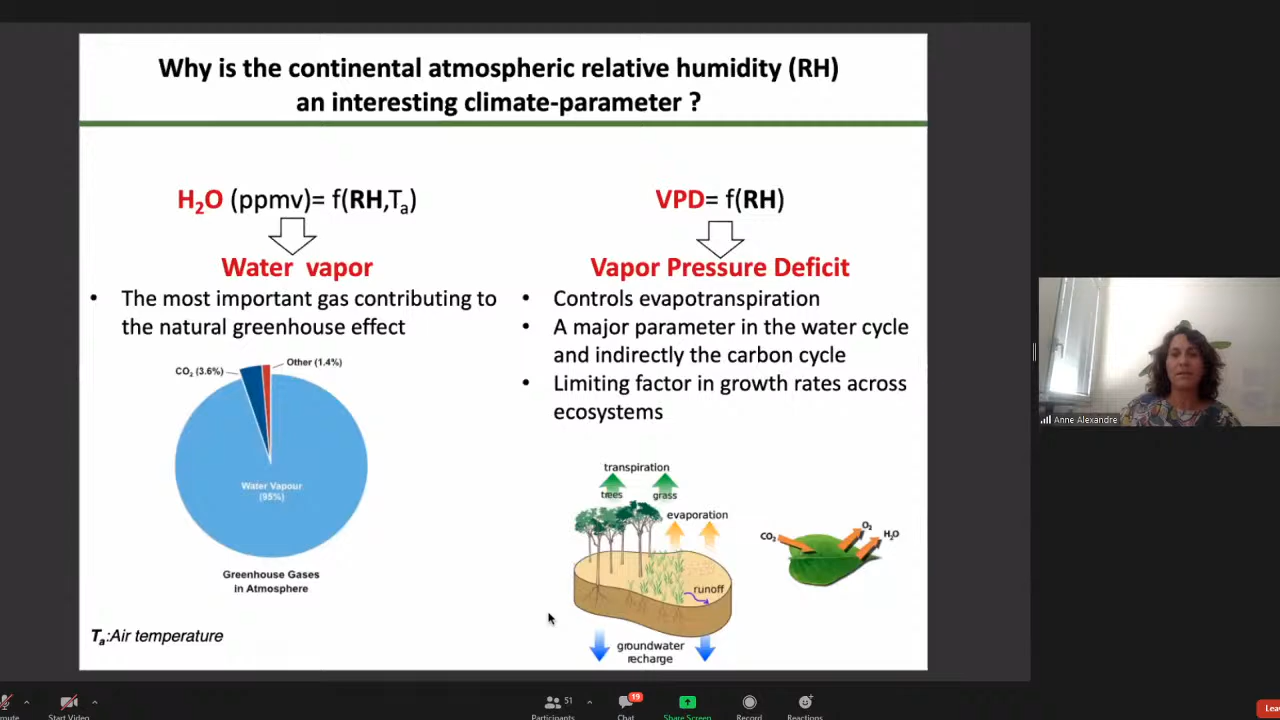 Why is the continental atmospheric relative humidity (RH)
an interesting climate-parameter ?
H₂O (ppmv)= f(RH,Tₐ)
Water vapor
• The most important gas contributing to
the natural greenhouse effect
CO₂ (3.6%)
Other (1.4%)
Water Vapour
(95%)
Greenhouse Gases
in Atmosphere
Tₐ:Air temperature
VPD= f(RH)
Vapor Pressure Deficit
• Controls evapotranspiration
• A major parameter in the water cycle
and indirectly the carbon cycle
• Limiting factor in growth rates across
ecosystems
transpiration
trees
grass
evaporation
runoff
groundwater
recharge
CO₂
O₂
H₂O
Anne Alexandre
Start Video
51
Participants
19
Chat
Share Screen
Record
Reactions